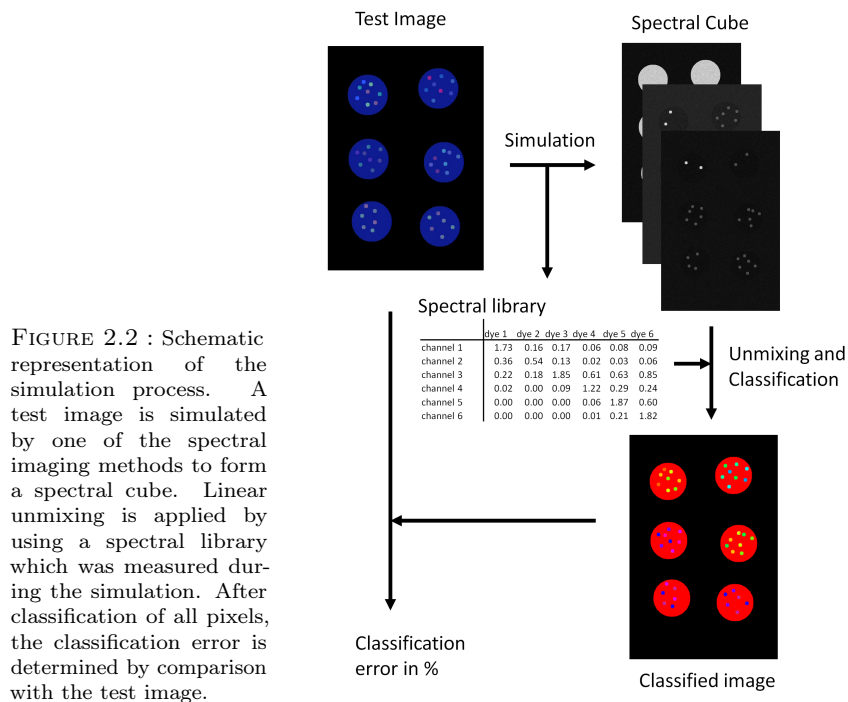 Test Image
Spectral Cube
Simulation
Spectral library
dye 1 dye 2 dye 3 dye 4 dye 5 dye 6
channel 1 1.73 0.16 0.17 0.06 0.08 0.09
channel 2 0.36 0.54 0.13 0.02 0.03 0.06
channel 3 0.22 0.18 1.85 0.61 0.63 0.85
channel 4 0.02 0.00 0.09 1.22 0.29 0.24
channel 5 0.00 0.00 0.00 0.06 1.87 0.60
channel 6 0.00 0.00 0.00 0.01 0.21 1.82
Unmixing and
Classification
Classification
error in %
Classified image
FIGURE 2.2 : Schematic
representation of the
simulation process. A
test image is simulated
by one of the spectral
imaging methods to form
a spectral cube. Linear
unmixing is applied by
using a spectral library
which was measured dur-
ing the simulation. After
classification of all pixels,
the classification error is
determined by comparison
with the test image.